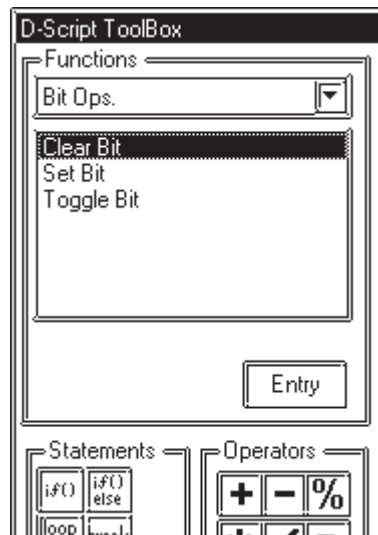 D-Script ToolBox
Functions
Bit Ops.
Clear Bit
Set Bit
Toggle Bit
Entry
Statements
if()
if()
else
loop
Operators
+ - %